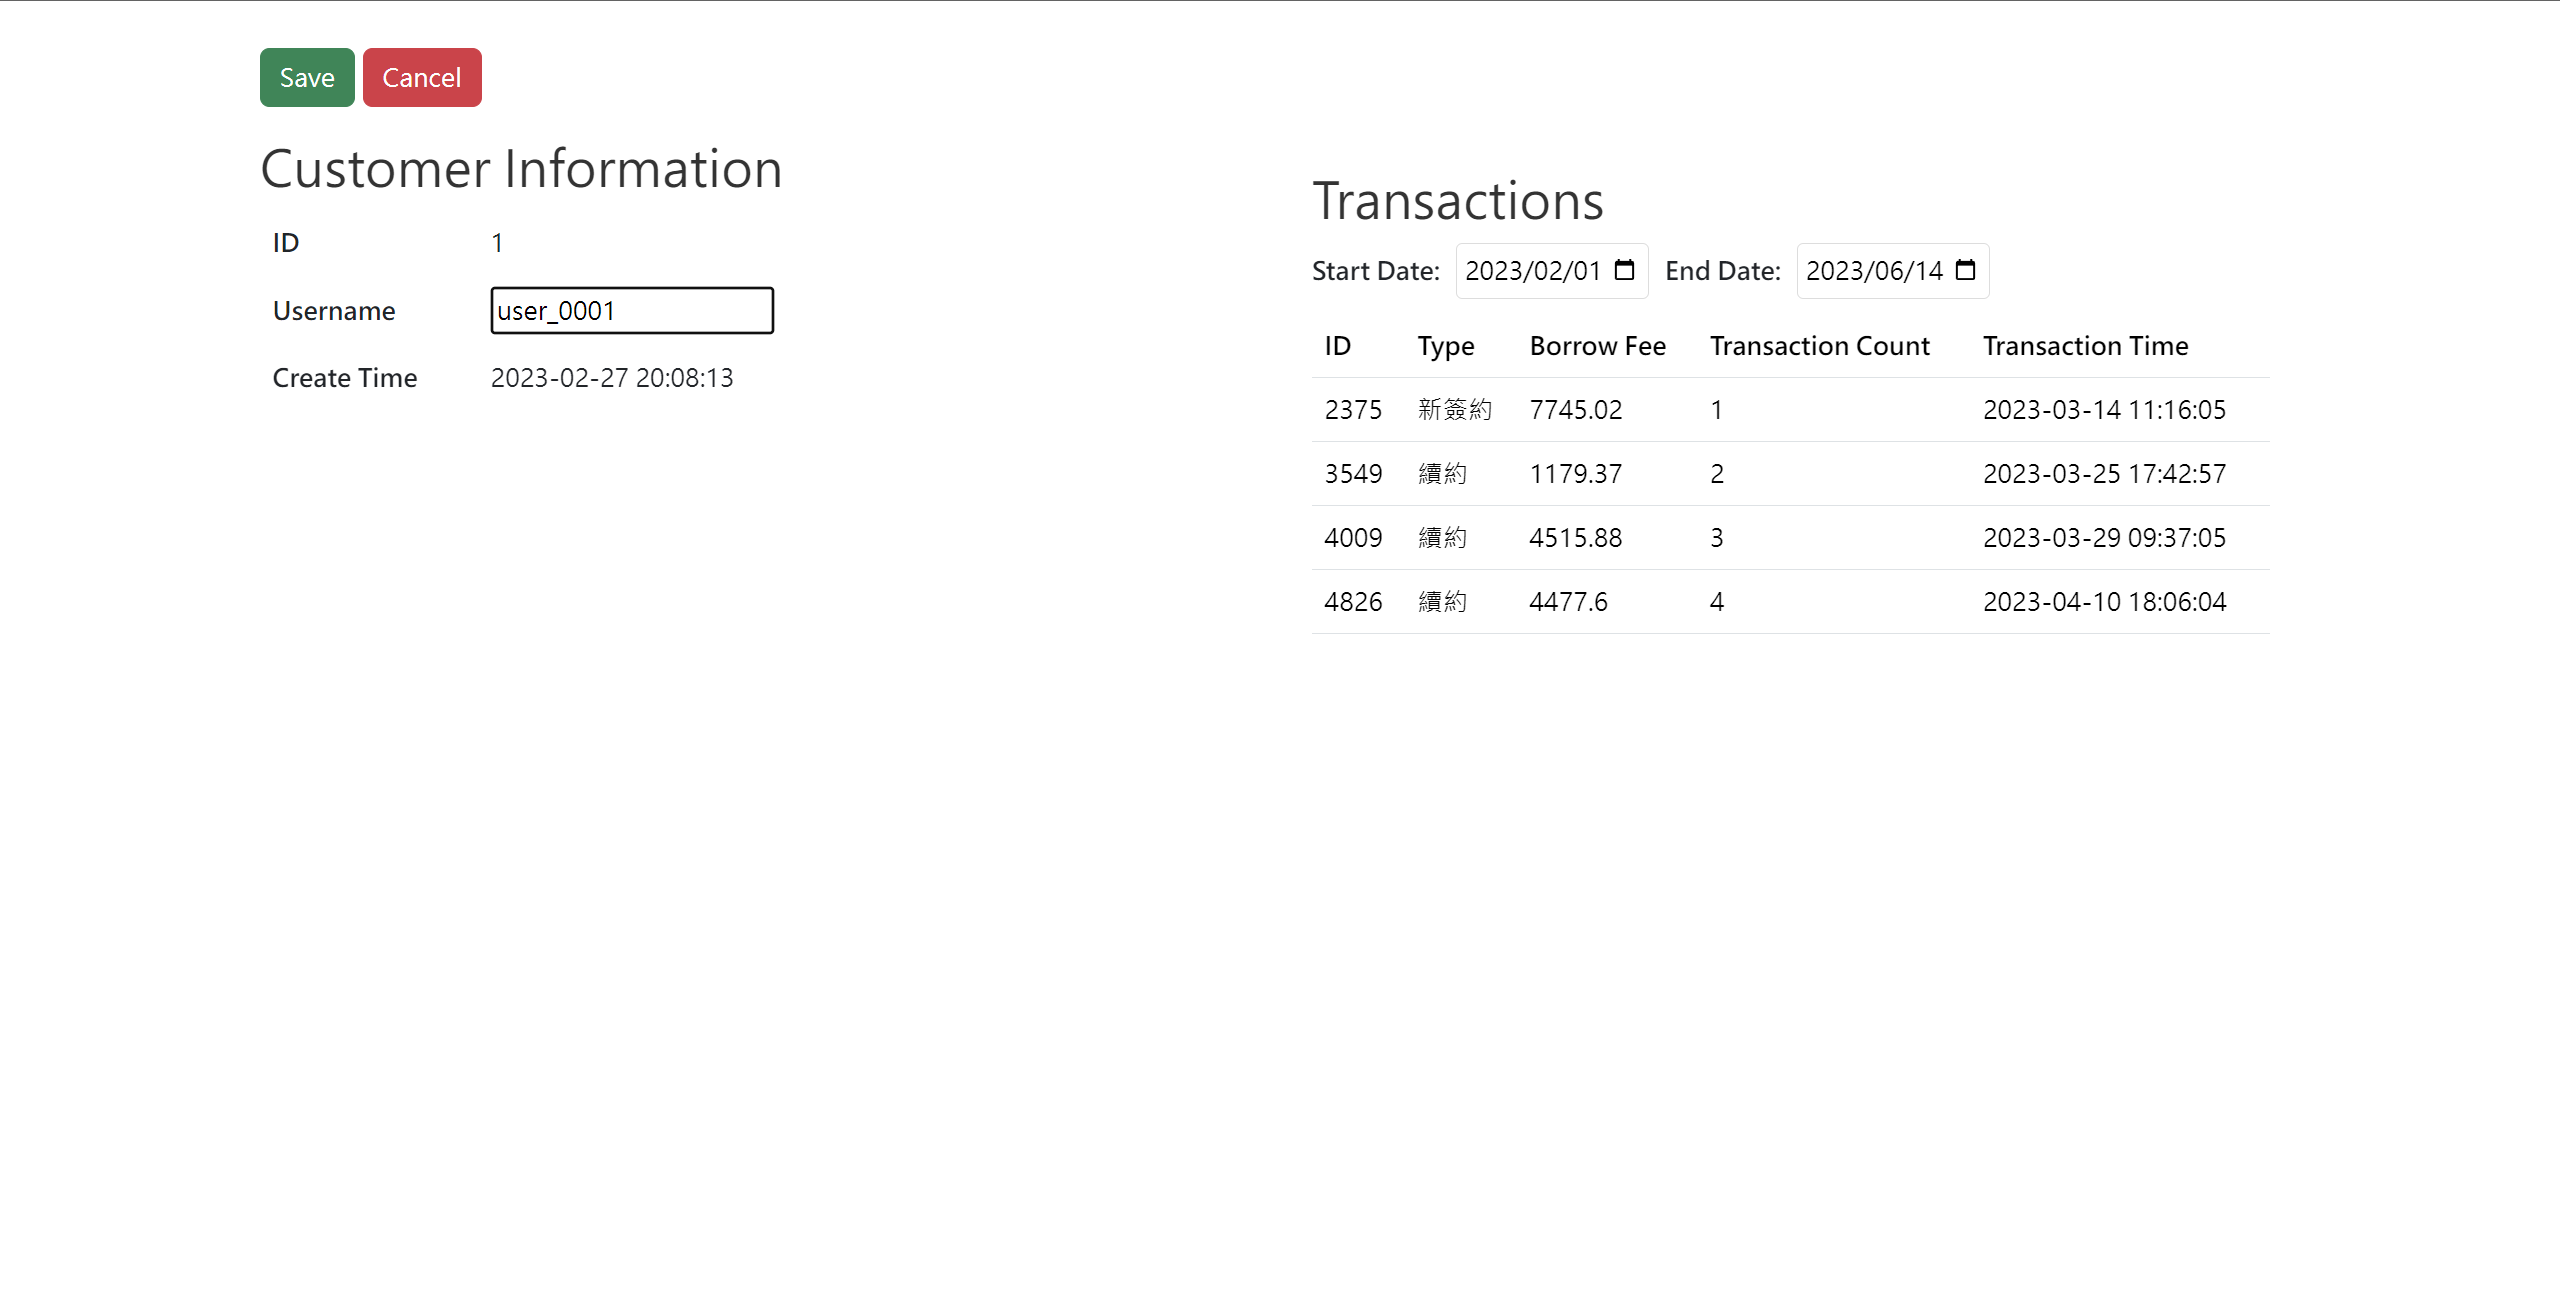 Save Cancel
Customer Information
ID 1
Username user_0001
Create Time 2023-02-27 20:08:13
Transactions
Start Date: 2023/02/01 End Date: 2023/06/14
ID Type Borrow Fee Transaction Count Transaction Time
2375 新簽約 7745.02 1 2023-03-14 11:16:05
3549 續約 1179.37 2 2023-03-25 17:42:57
4009 續約 4515.88 3 2023-03-29 09:37:05
4826 續約 4477.6 4 2023-04-10 18:06:04